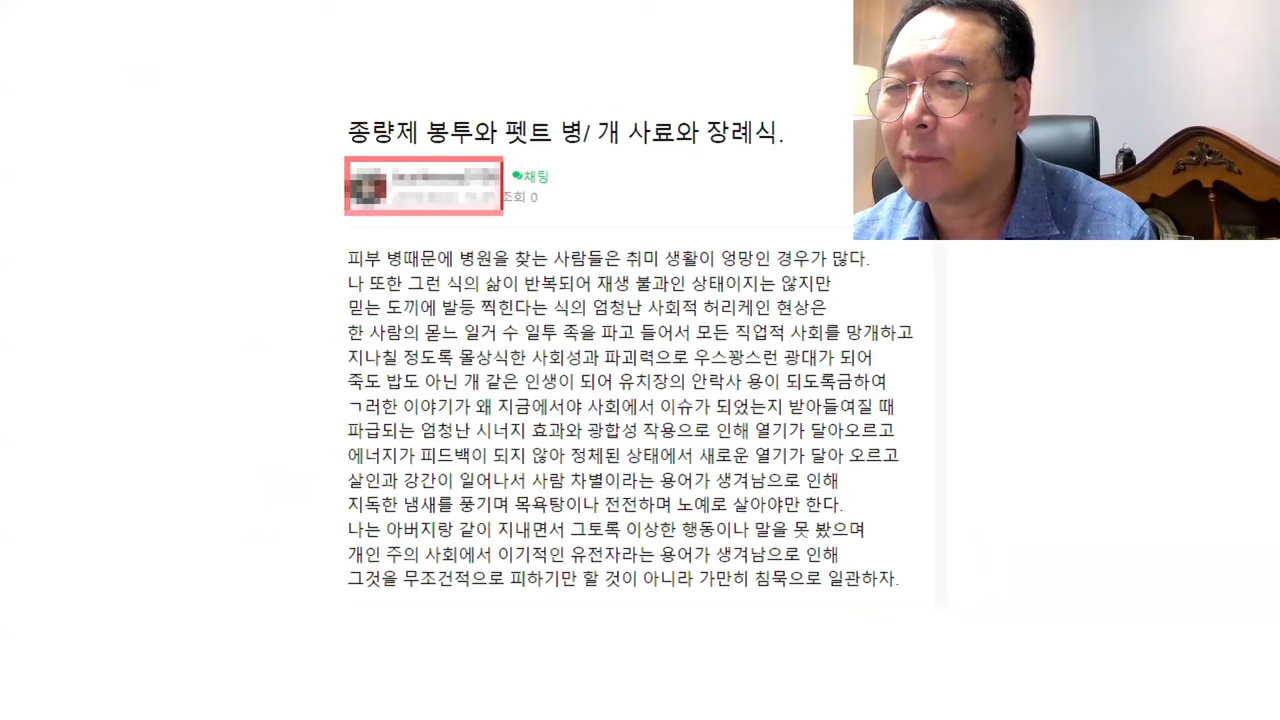 종량제 봉투와 펫트 병/ 개 사료와 장례식.
채팅
조회 0
피부 병때문에 병원을 찾는 사람들은 취미 생활이 엉망인 경우가 많다.
나 또한 그런 식의 삶이 반복되어 재생 불과인 상태이지는 않지만
믿는 도끼에 발등 찍힌다는 식의 엄청난 사회적 허리케인 현상은
한 사람의 몯느 일거 수 일투 족을 파고 들어서 모든 직업적 사회를 망개하고
지나칠 정도록 몰상식한 사회성과 파괴력으로 우스꽝스런 광대가 되어
죽도 밥도 아닌 개 같은 인생이 되어 유치장의 안락사 용이 되도록금하여
ㄱ러한 이야기가 왜 지금에서야 사회에서 이슈가 되었는지 받아들여질 때
파급되는 엄청난 시너지 효과와 광합성 작용으로 인해 열기가 달아오르고
에너지가 피드백이 되지 않아 정체된 상태에서 새로운 열기가 달아 오르고
살인과 강간이 일어나서 사람 차별이라는 용어가 생겨남으로 인해
지독한 냄새를 풍기며 목욕탕이나 전전하며 노예로 살아야만 한다.
나는 아버지랑 같이 지내면서 그토록 이상한 행동이나 말을 못 봤으며
개인 주의 사회에서 이기적인 유전자라는 용어가 생겨남으로 인해
그것을 무조건적으로 피하기만 할 것이 아니라 가만히 침묵으로 일관하자.